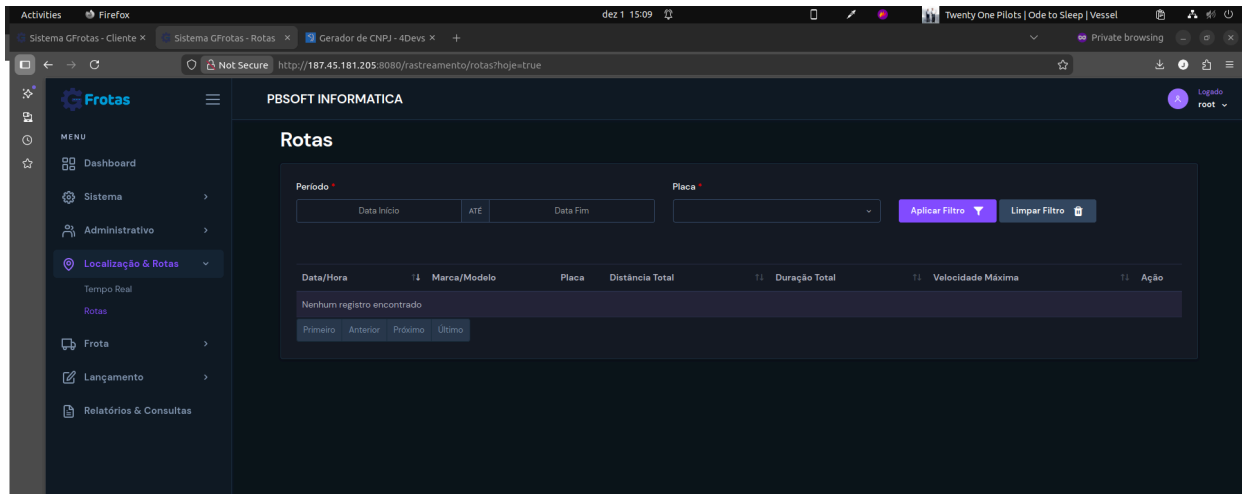 Activities Firefox dez 1 15:09 Twenty One Pilots | Ode to Sleep | Vessel
Sistema GFrotas - Cliente × Sistema GFrotas - Rotas × Gerador de CNPJ - 4Devs × + Private browsing
Not Secure http://187.45.181.205:8080/rastreamento/rotas?hoje=true
GFrotas PBSOFT INFORMATICA Logado
root
MENU
Rotas
Dashboard
Sistema
Administrativo
Localização & Rotas
Tempo Real
Rotas
Frota
Lançamento
Relatórios & Consultas
Período * Placa *
Data Início ATÉ Data Fim Aplicar Filtro Limpar Filtro
Data/Hora Marca/Modelo Placa Distância Total Duração Total Velocidade Máxima Ação
Nenhum registro encontrado
Primeiro Anterior Próximo Último